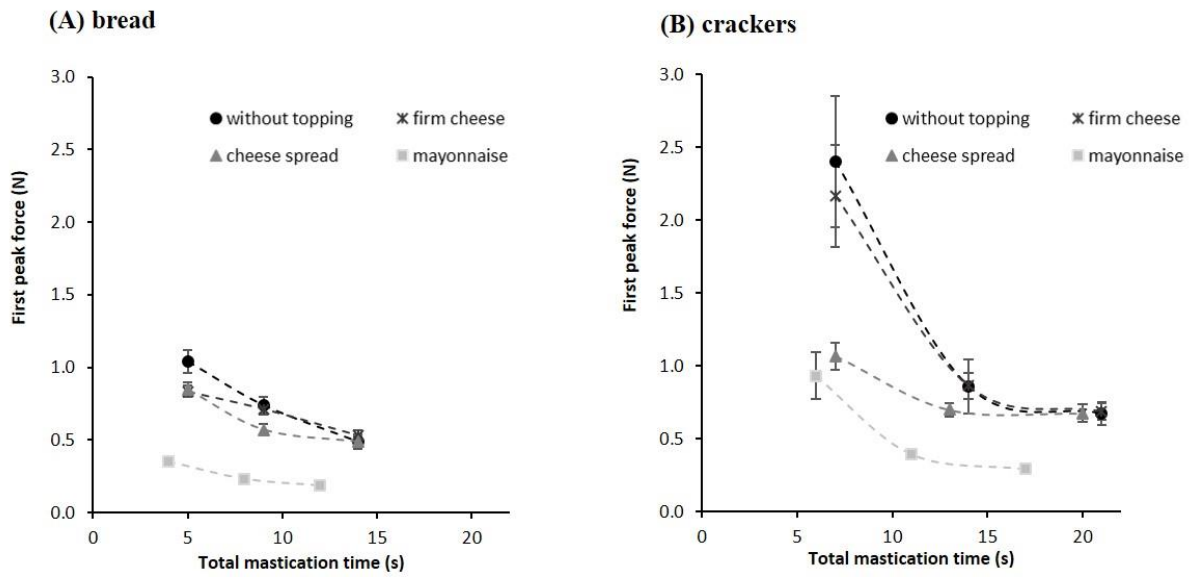 (A) bread
3.0
2.5
2.0
1.5
1.0
0.5
0.0
First peak force (N)
without topping
firm cheese
cheese spread
mayonnaise
0 5 10 15 20
Total mastication time (s)
(B) crackers
3.0
2.5
2.0
1.5
1.0
0.5
0.0
First peak force (N)
without topping
firm cheese
cheese spread
mayonnaise
0 5 10 15 20
Total mastication time (s)